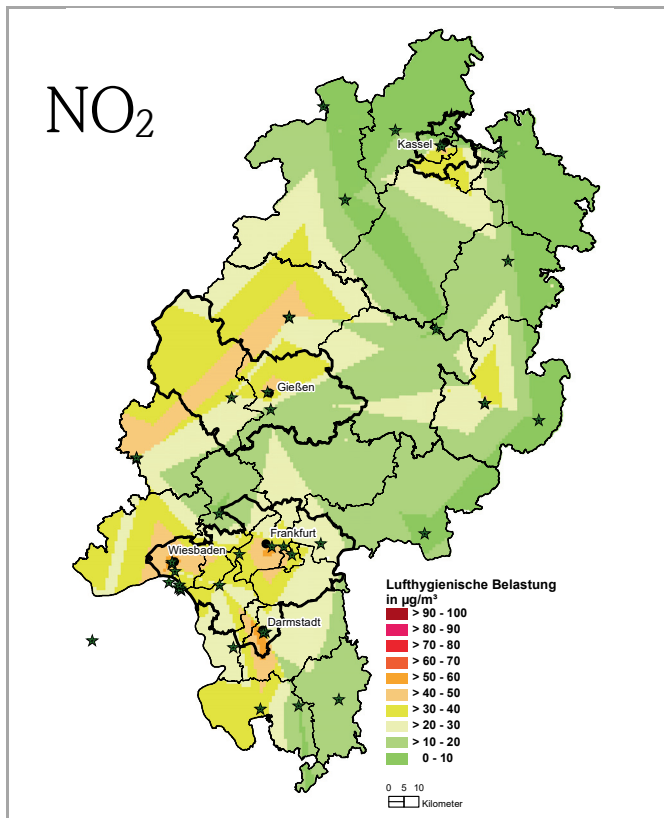 NO₂
Kassel
Gießen
Frankfurt
Wiesbaden
Darmstadt
Lufthygienische Belastung
in µg/m³
> 90 - 100
> 80 - 90
> 70 - 80
> 60 - 70
> 50 - 60
> 40 - 50
> 30 - 40
> 20 - 30
> 10 - 20
0 - 10
0 5 10
Kilometer